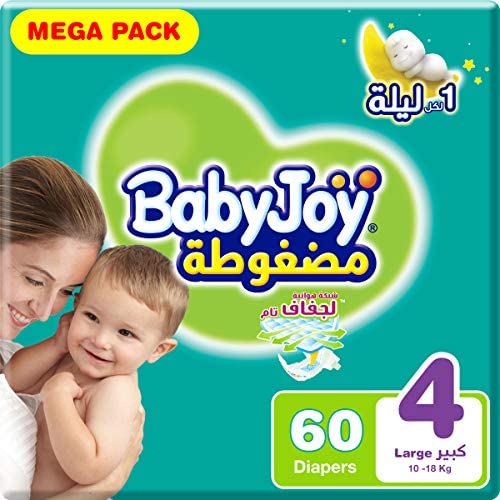 MEGA PACK
1 لكل ليلة
BabyJoy®
مضغوطة
شبكة هوائية
لجفاف تام
™
60
Diapers
4
Large كبير
10 -18 Kg